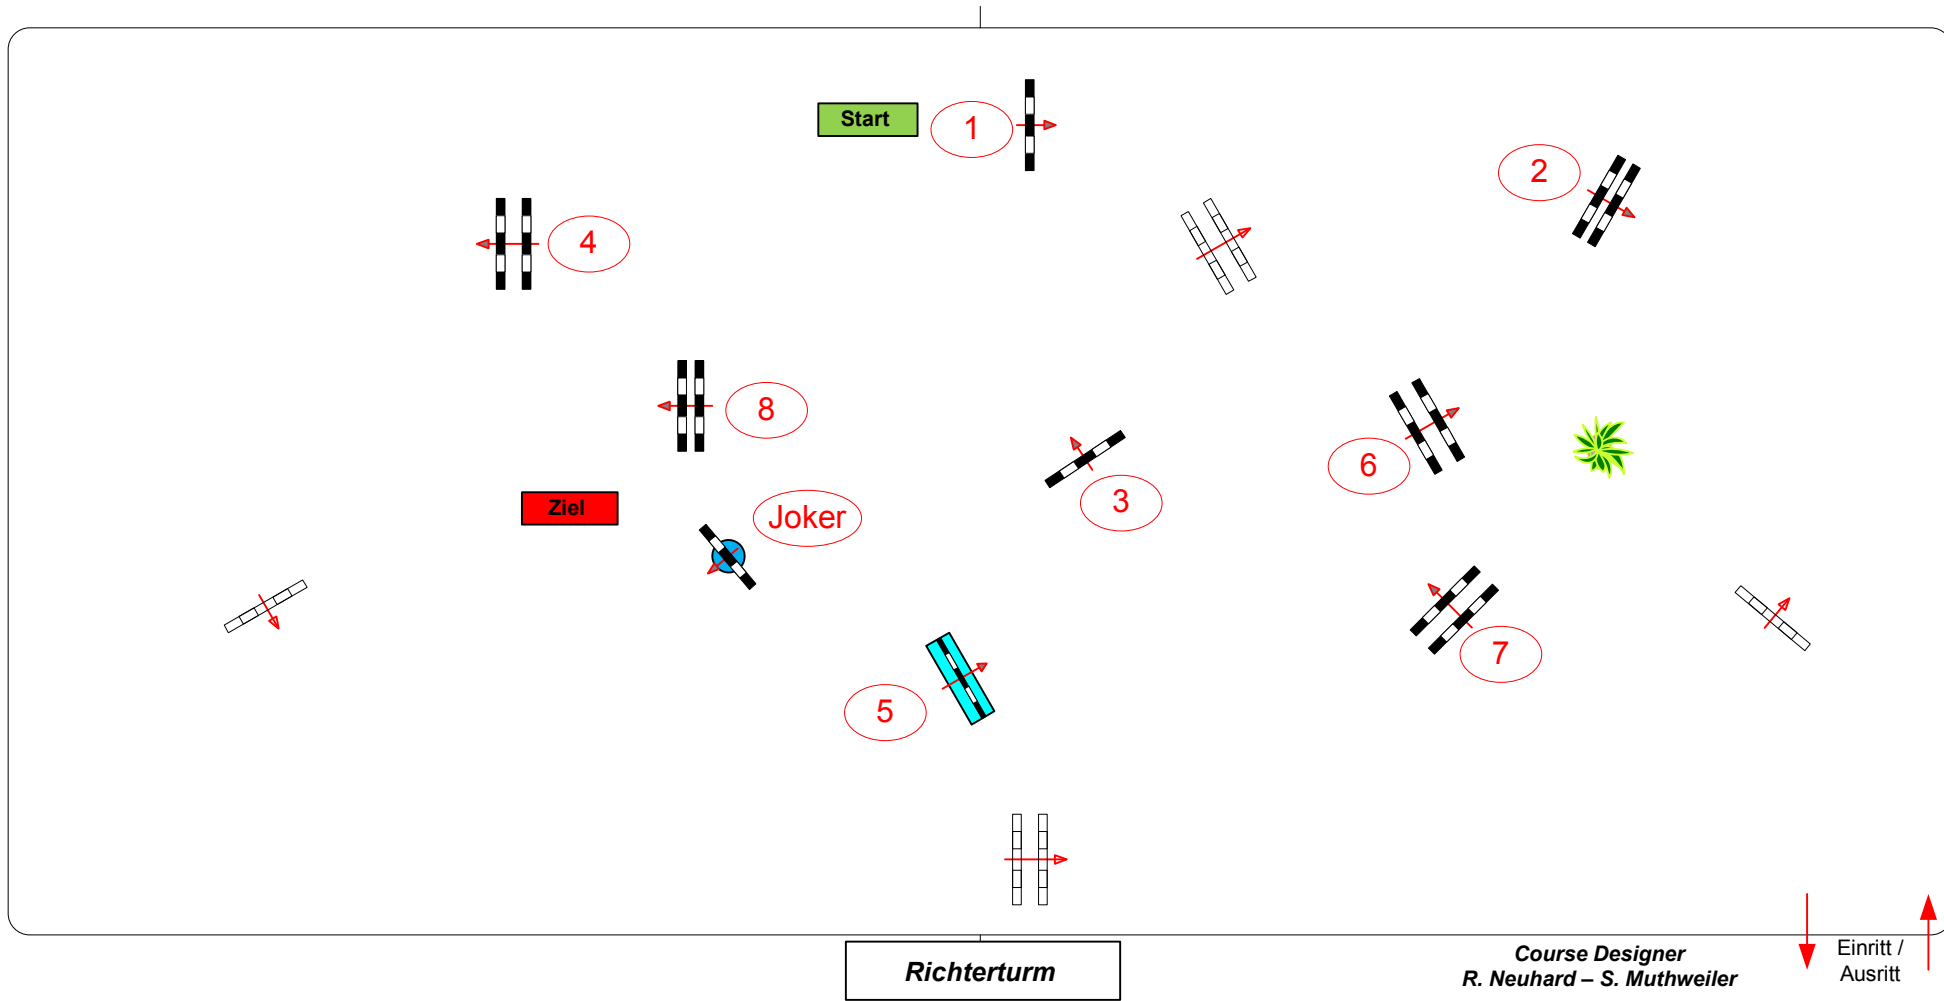 Start
1
2
4
8
3
6
Ziel
Joker
7
5
Richterturm
Course Designer
R. Neuhard – S. Muthweiler
Einritt /
Ausritt